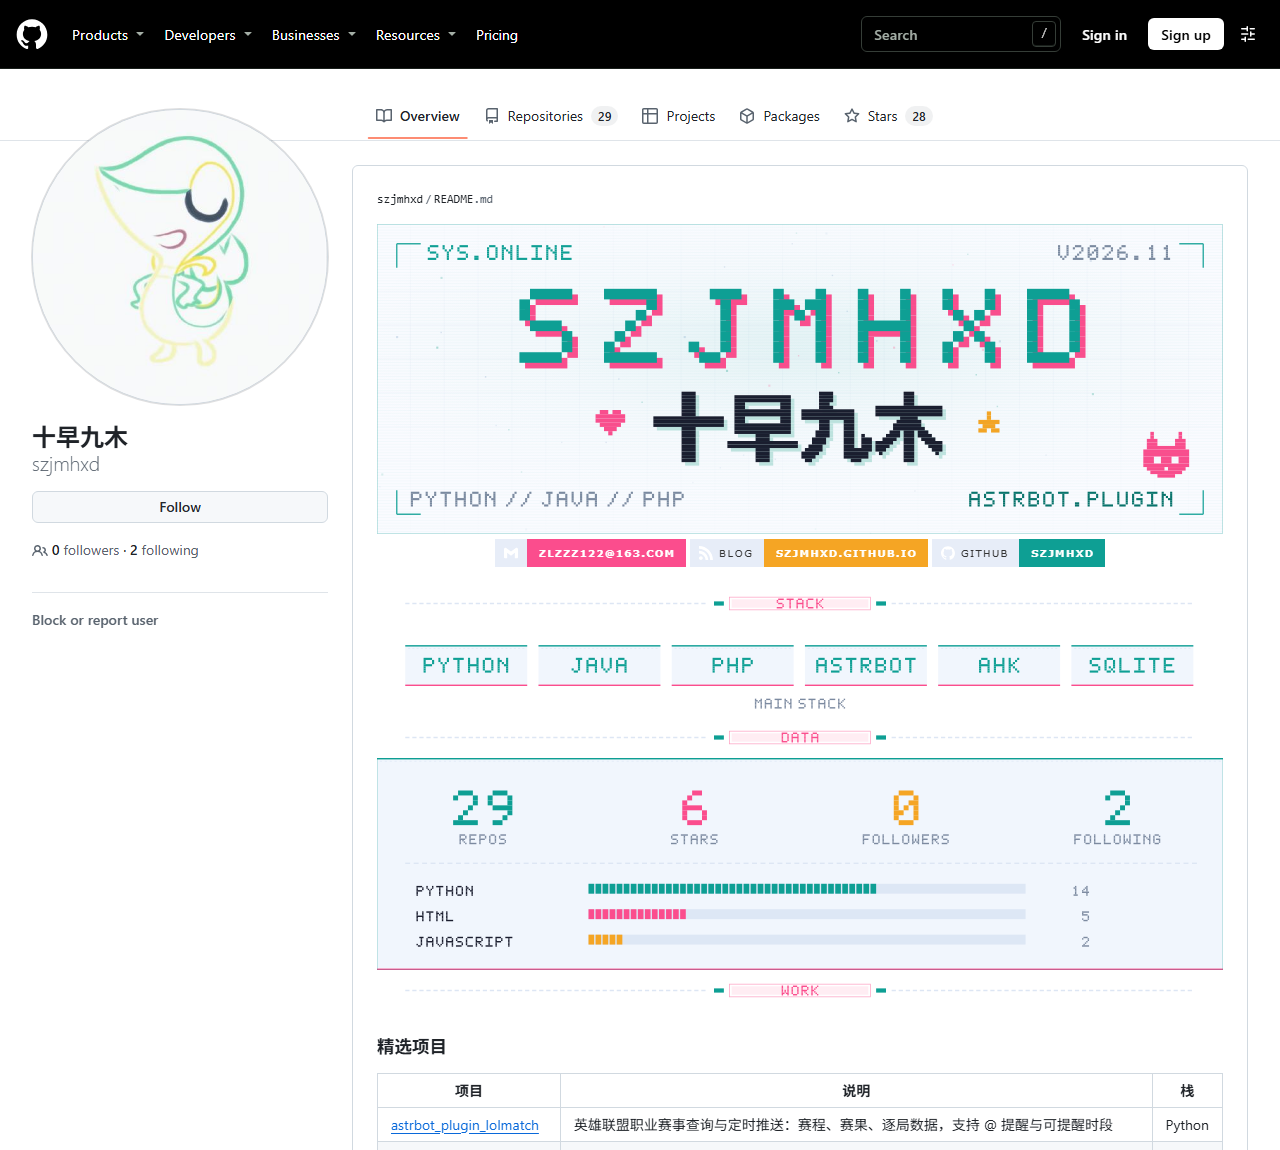 Products Developers Businesses Resources Pricing Search / Sign in Sign up
Overview Repositories 29 Projects Packages Stars 28
十早九木
szjmhxd
Follow
0 followers · 2 following
Block or report user
szjmhxd / README.md
SYS.ONLINE V2026.11
SZJMHXD
十早九木
PYTHON // JAVA // PHP ASTRBOT.PLUGIN
ZLZZZ122@163.COM BLOG SZJMHXD.GITHUB.IO GITHUB SZJMHXD
STACK
PYTHON JAVA PHP ASTRBOT AHK SQLITE
MAIN STACK
DATA
29 6 0 2
REPOS STARS FOLLOWERS FOLLOWING
PYTHON 14
HTML 5
JAVASCRIPT 2
WORK
精选项目
项目 说明 栈
astrbot_plugin_lolmatch 英雄联盟职业赛事查询与定时推送：赛程、赛果、逐局数据，支持 @ 提醒与可提醒时段 Python